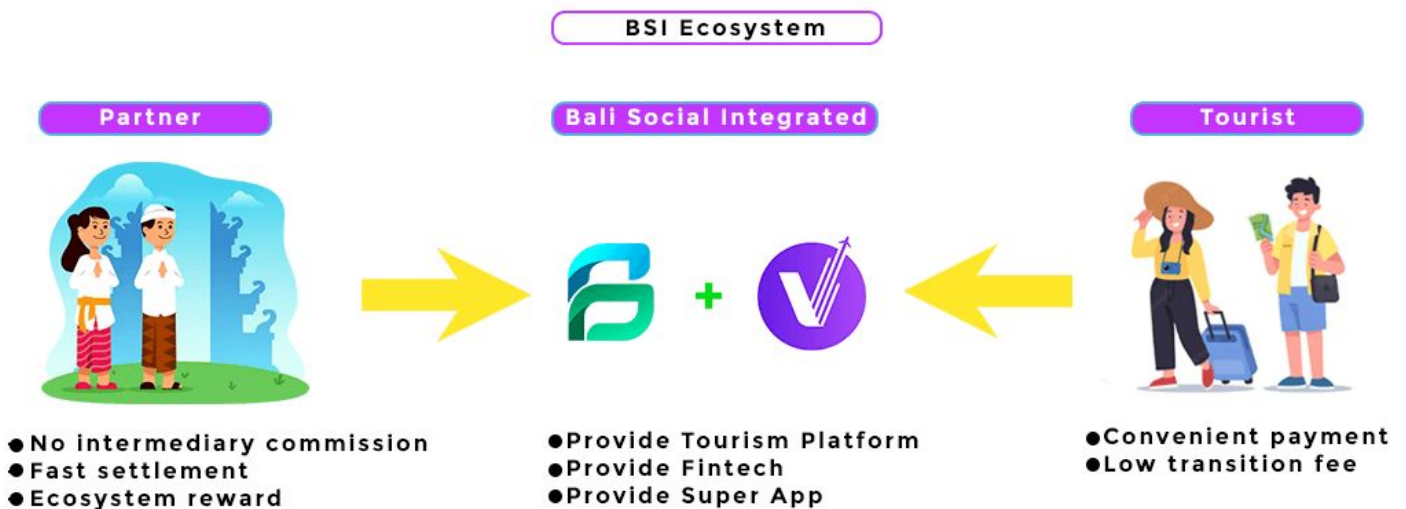 BSI Ecosystem
Partner
Bali Social Integrated
Tourist
+
●No intermediary commission
●Fast settlement
●Ecosystem reward
●Provide Tourism Platform
●Provide Fintech
●Provide Super App
●Convenient payment
●Low transition fee